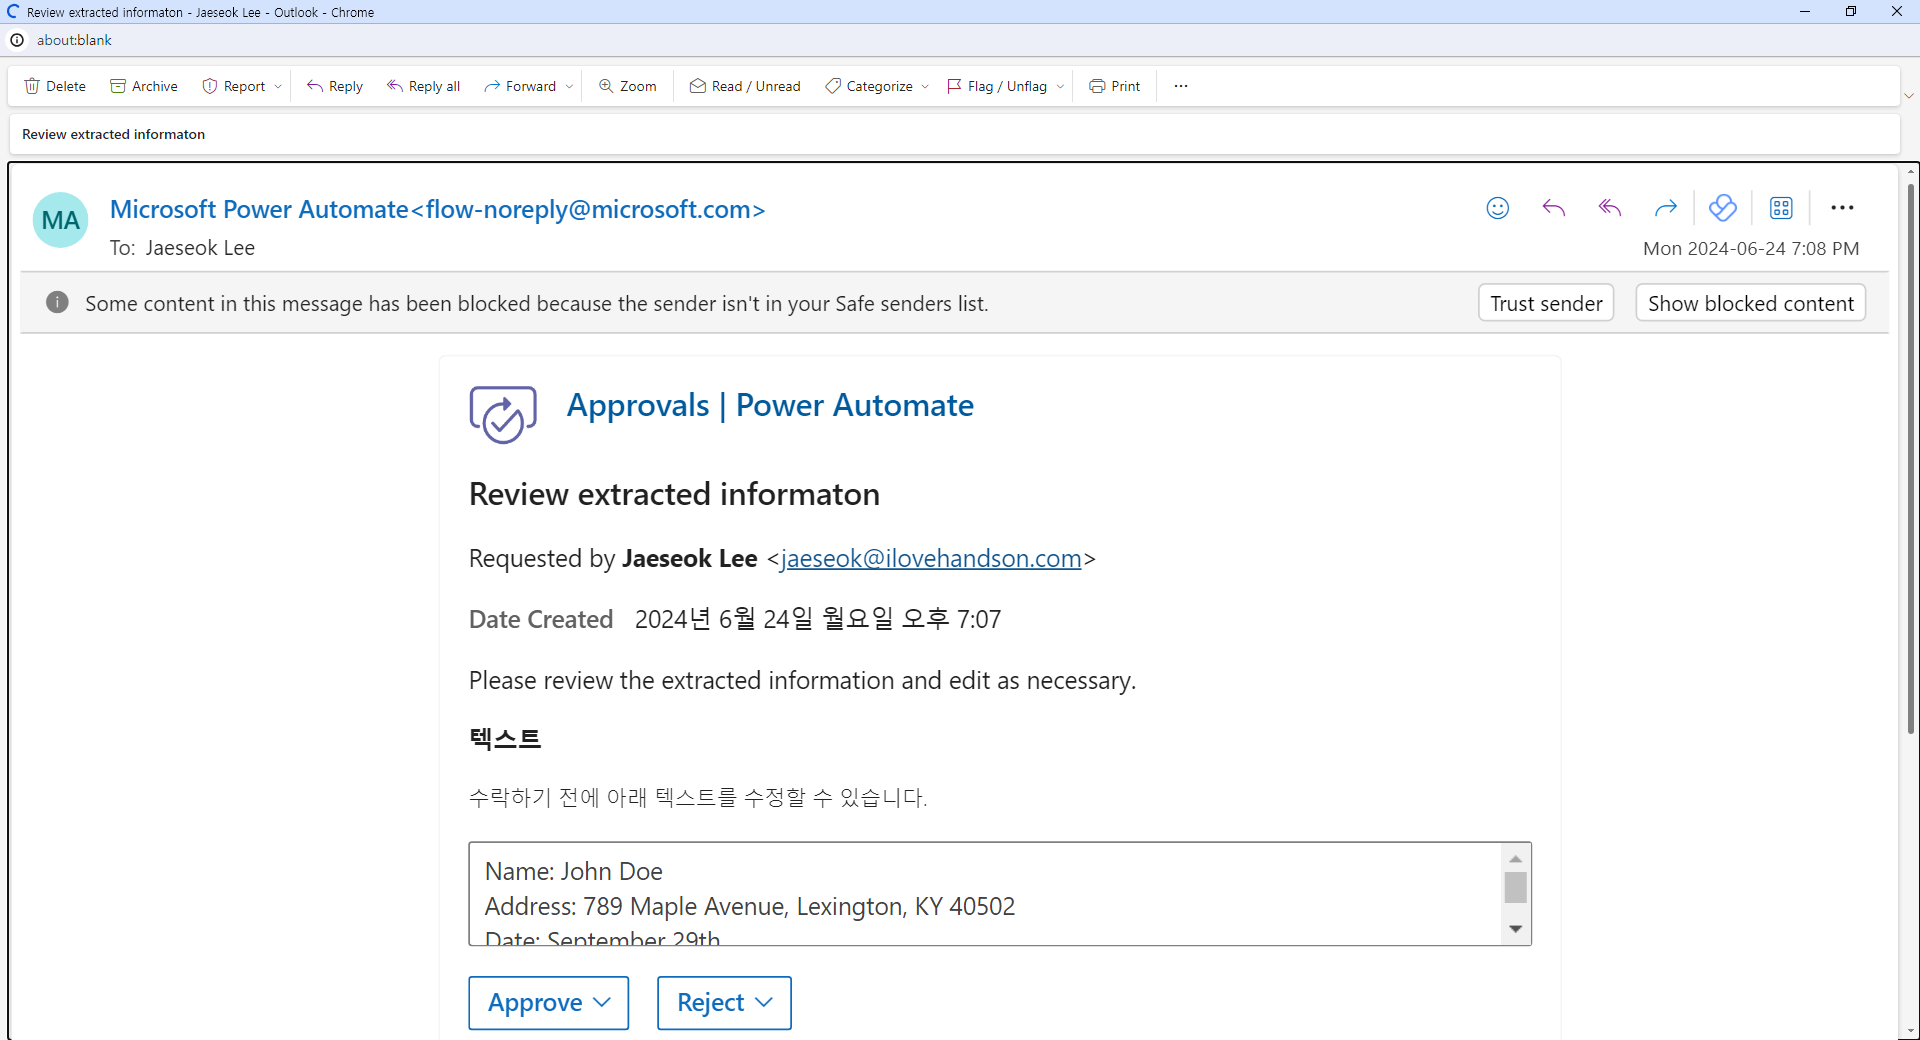 Review extracted informaton - Jaeseok Lee - Outlook - Chrome
about:blank
Delete Archive Report Reply Reply all Forward Zoom Read / Unread Categorize Flag / Unflag Print ...
Review extracted informaton
MA
Microsoft Power Automate<flow-noreply@microsoft.com>
To: Jaeseok Lee
Mon 2024-06-24 7:08 PM
Some content in this message has been blocked because the sender isn't in your Safe senders list.
Trust sender
Show blocked content
Approvals | Power Automate
Review extracted informaton
Requested by Jaeseok Lee <jaeseok@ilovehandson.com>
Date Created 2024년 6월 24일 월요일 오후 7:07
Please review the extracted information and edit as necessary.
텍스트
수락하기 전에 아래 텍스트를 수정할 수 있습니다.
Name: John Doe
Address: 789 Maple Avenue, Lexington, KY 40502
Date: September 29th
Approve
Reject